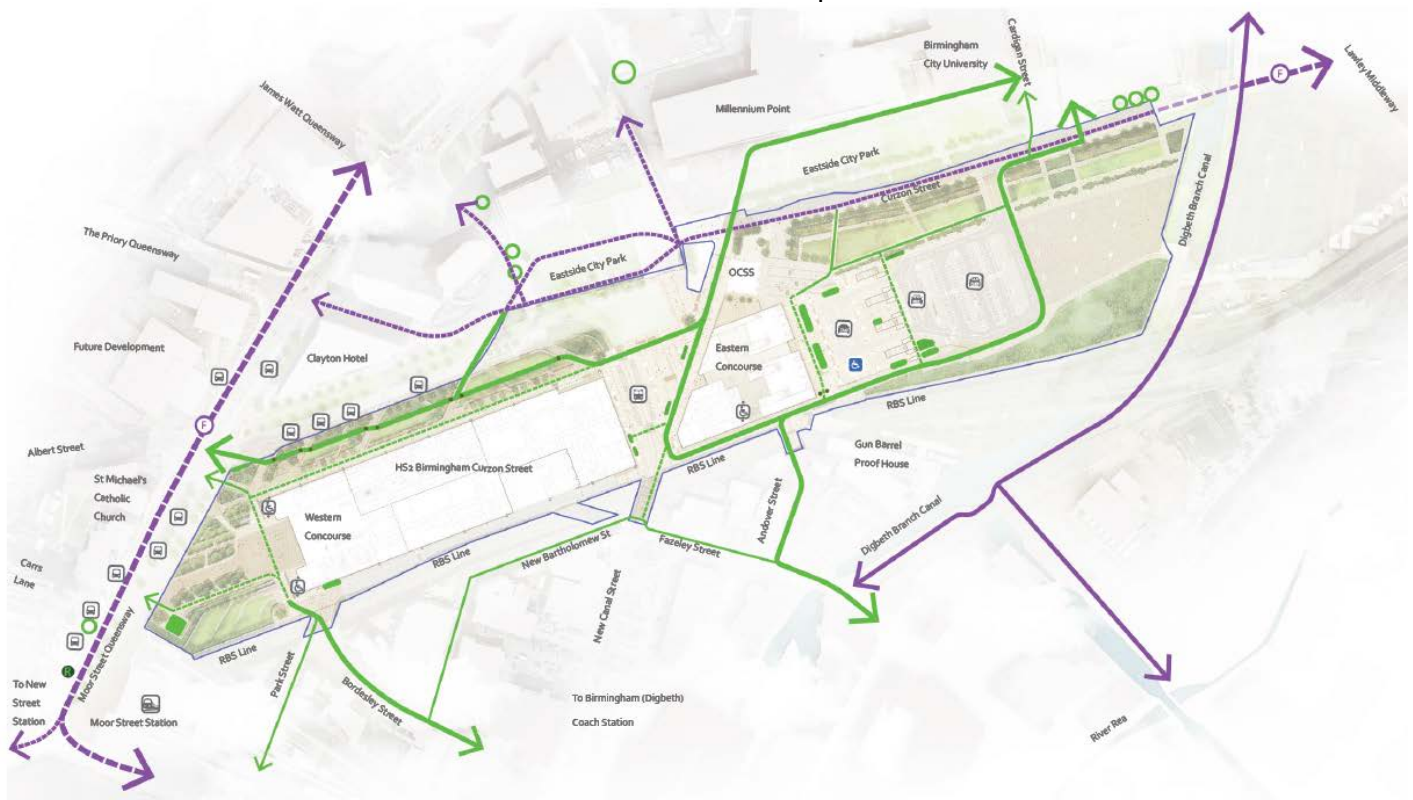 Birmingham
City University
Cardigan Street
Lawley Middleway
F
James Watt Queensway
Millennium Point
Eastside City Park
Curzon Street
Digbeth Branch Canal
The Priory Queensway
Eastside City Park
OCSS
Future Development
Clayton Hotel
Eastern
Concourse
F
RBS Line
Albert Street
HS2 Birmingham Curzon Street
RBS Line
Gun Barrel
Proof House
St Michael's
Catholic
Church
Western
Concourse
Andover Street
Digbeth Branch Canal
RBS Line
New Bartholomew St
Fazeley Street
Carrs
Lane
New Canal Street
Moor Street Queensway
RBS Line
R
Park Street
To New
Street
Station
Moor Street Station
Bordesley Street
To Birmingham (Digbeth)
Coach Station
River Rea